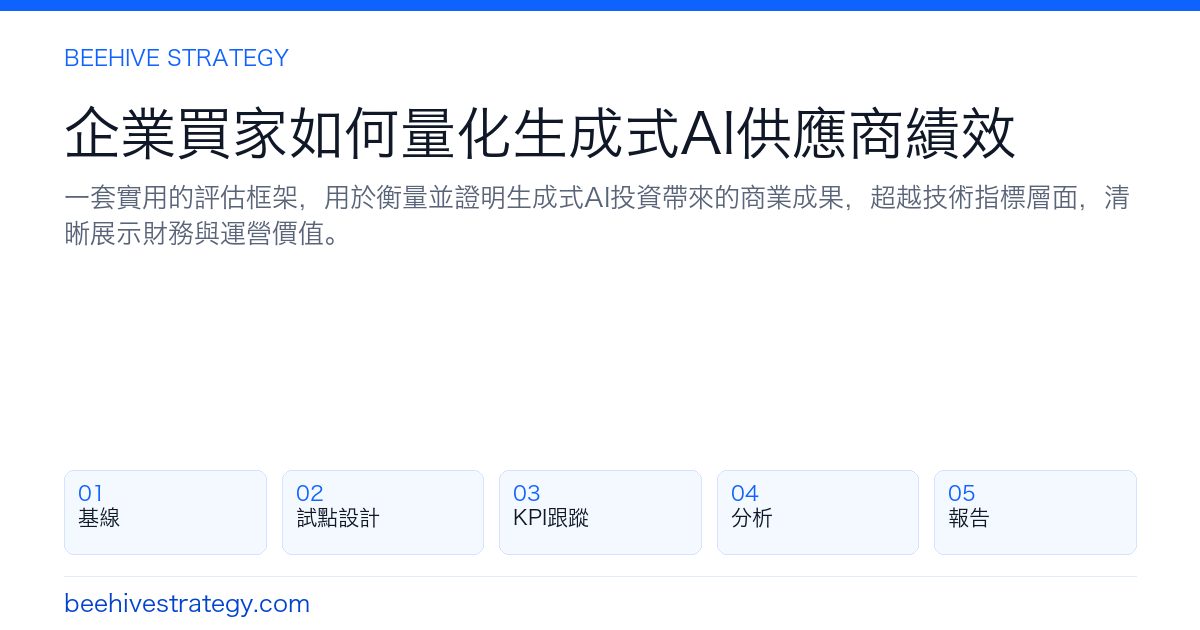 BEEHIVE STRATEGY
企業買家如何量化生成式AI供應商績效
一套實用的評估框架，用於衡量並證明生成式AI投資帶來的商業成果，超越技術指標層面，清
晰展示財務與運營價值。
01
基線
02
試點設計
03
KPI跟蹤
04
分析
05
報告
beehivestrategy.com